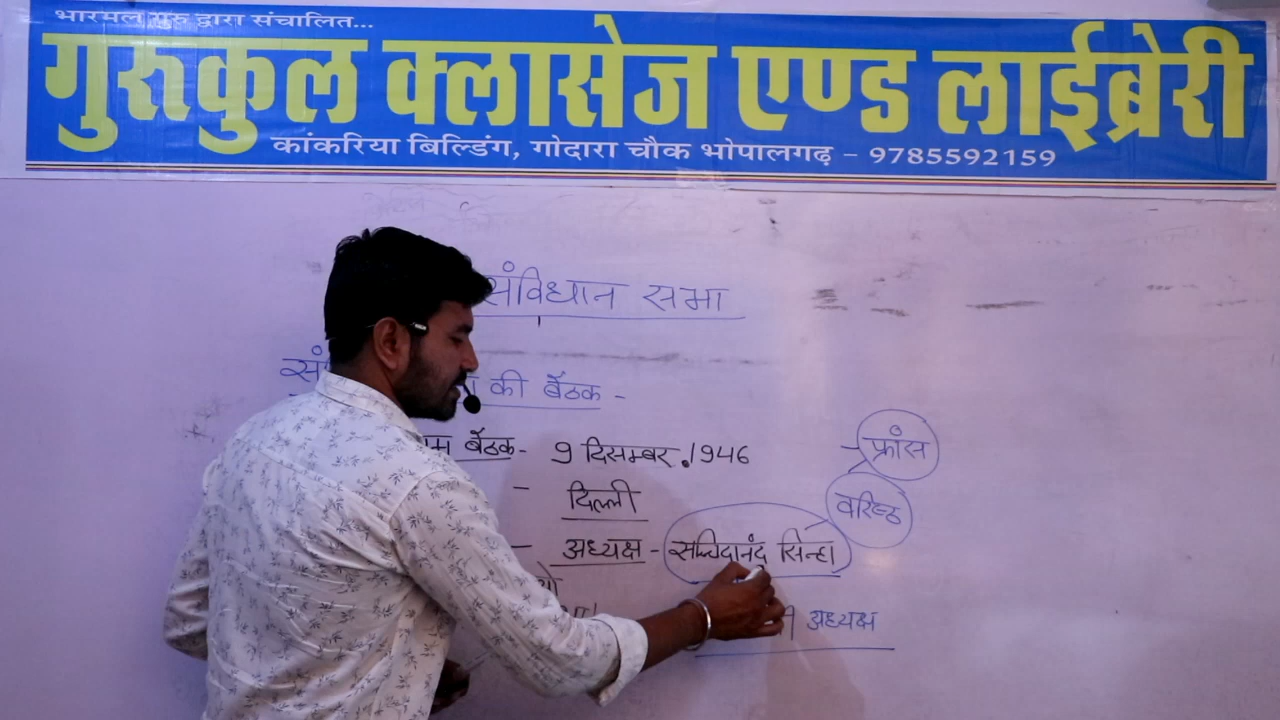 भारमल गुरु द्वारा संचालित...
गुरुकुल क्लासेज एण्ड लाईब्रेरी
कांकरिया बिल्डिंग, गोदारा चौक भोपालगढ़ – 9785592159
संविधान सभा
की बैठक -
बैठक - 9 दिसम्बर 1946
- दिल्ली
- अध्यक्ष - सच्चिदानंद सिन्हा
फ्रांस
वरिष्ठ
अध्यक्ष